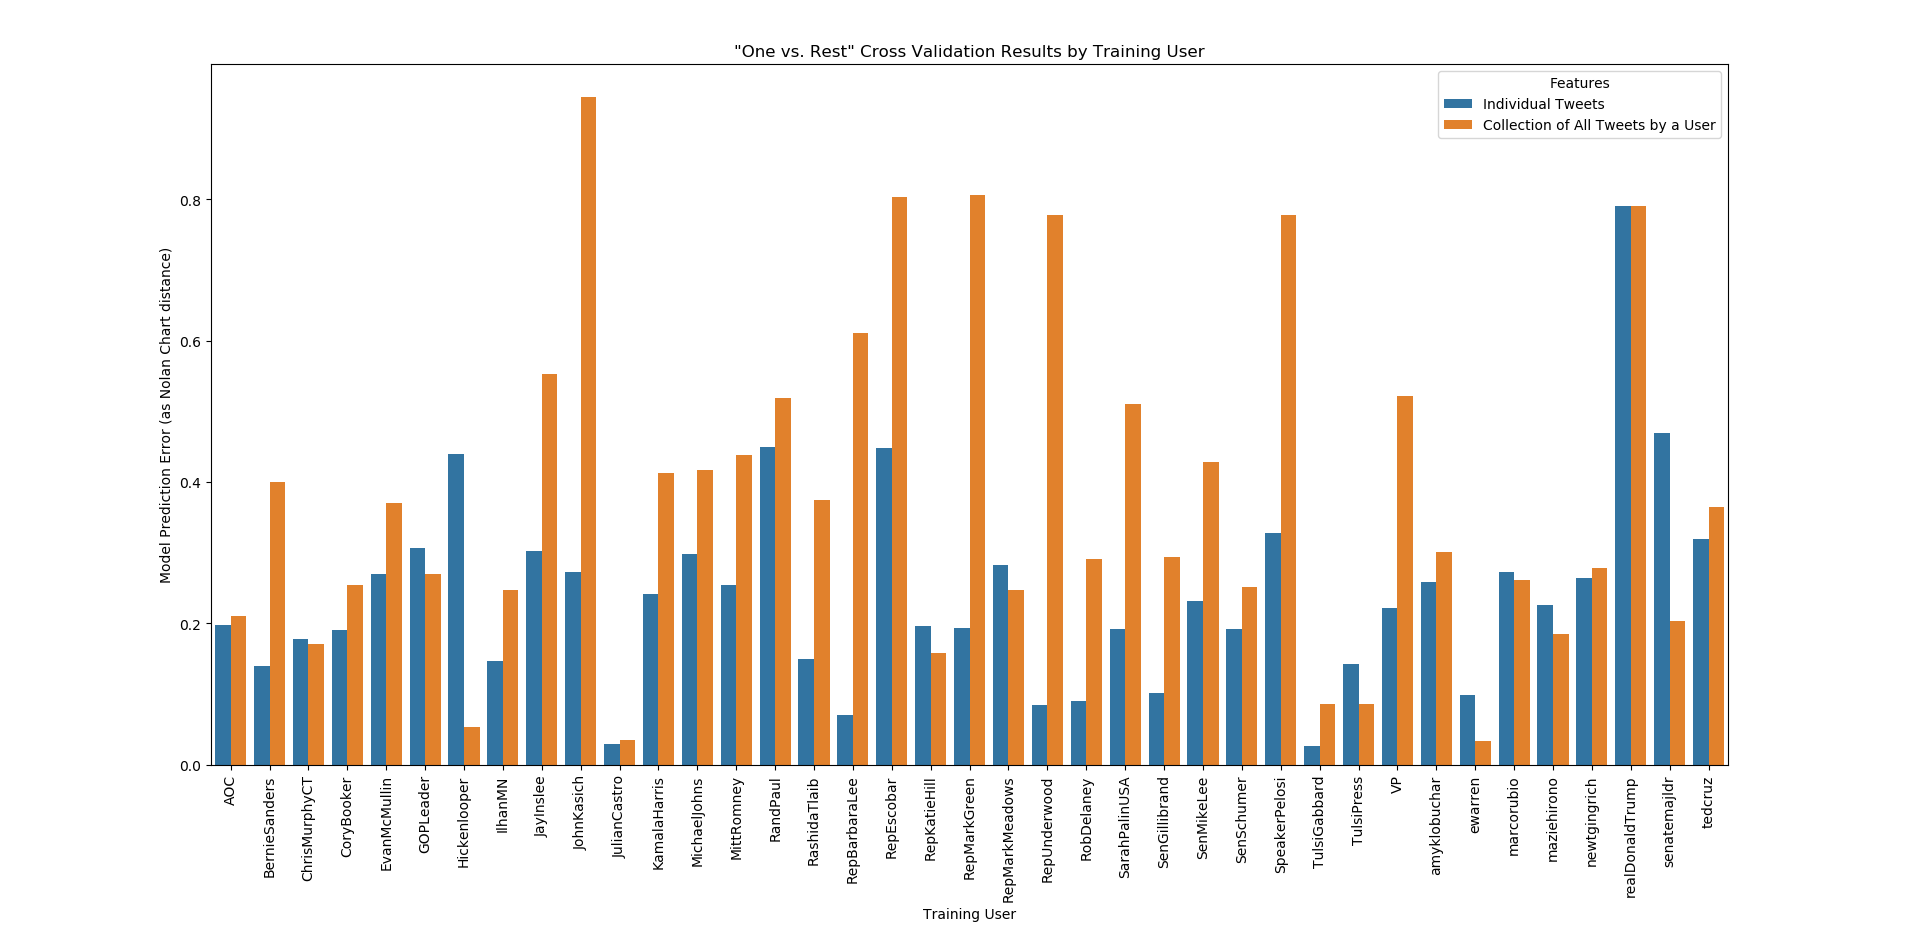 "One vs. Rest" Cross Validation Results by Training User
Features
Individual Tweets
Collection of All Tweets by a User
Model Prediction Error (as Nolan Chart distance)
0.8
0.6
0.4
0.2
0.0
AOC
BernieSanders
ChrisMurphyCT
CoryBooker
EvanMcMullin
GOPLeader
Hickenlooper
IlhanMN
JayInslee
JohnKasich
JulianCastro
KamalaHarris
MichaelJohns
MittRomney
RandPaul
RashidaTlaib
RepBarbaraLee
RepEscobar
RepKatieHill
RepMarkGreen
RepMarkMeadows
RepUnderwood
RobDelaney
SarahPalinUSA
SenGillibrand
SenMikeLee
SenSchumer
SpeakerPelosi
TulsiGabbard
TulsiPress
VP
amyklobuchar
ewarren
marcorubio
maziehirono
newtgingrich
realDonaldTrump
senatemajldr
tedcruz
Training User